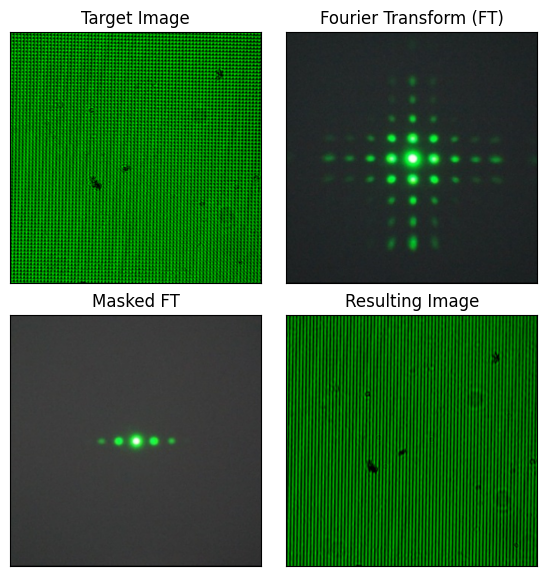 Target Image
Fourier Transform (FT)
Masked FT
Resulting Image